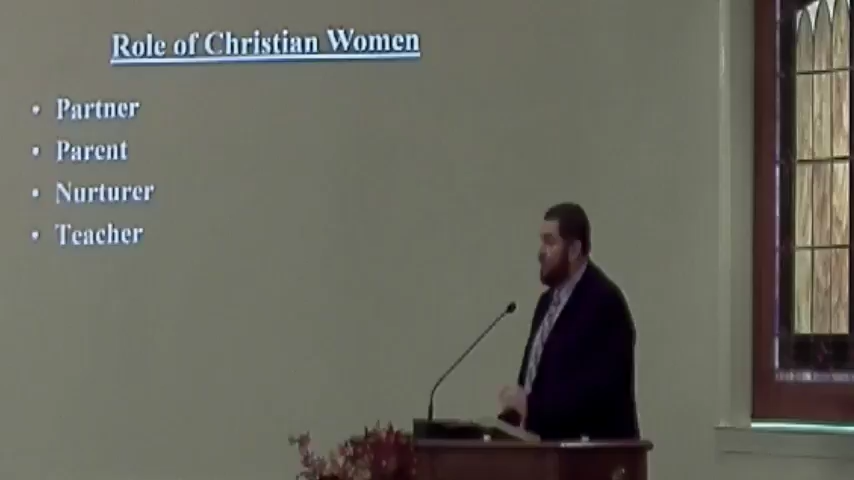 Role of Christian Women
• Partner
• Parent
• Nurturer
• Teacher